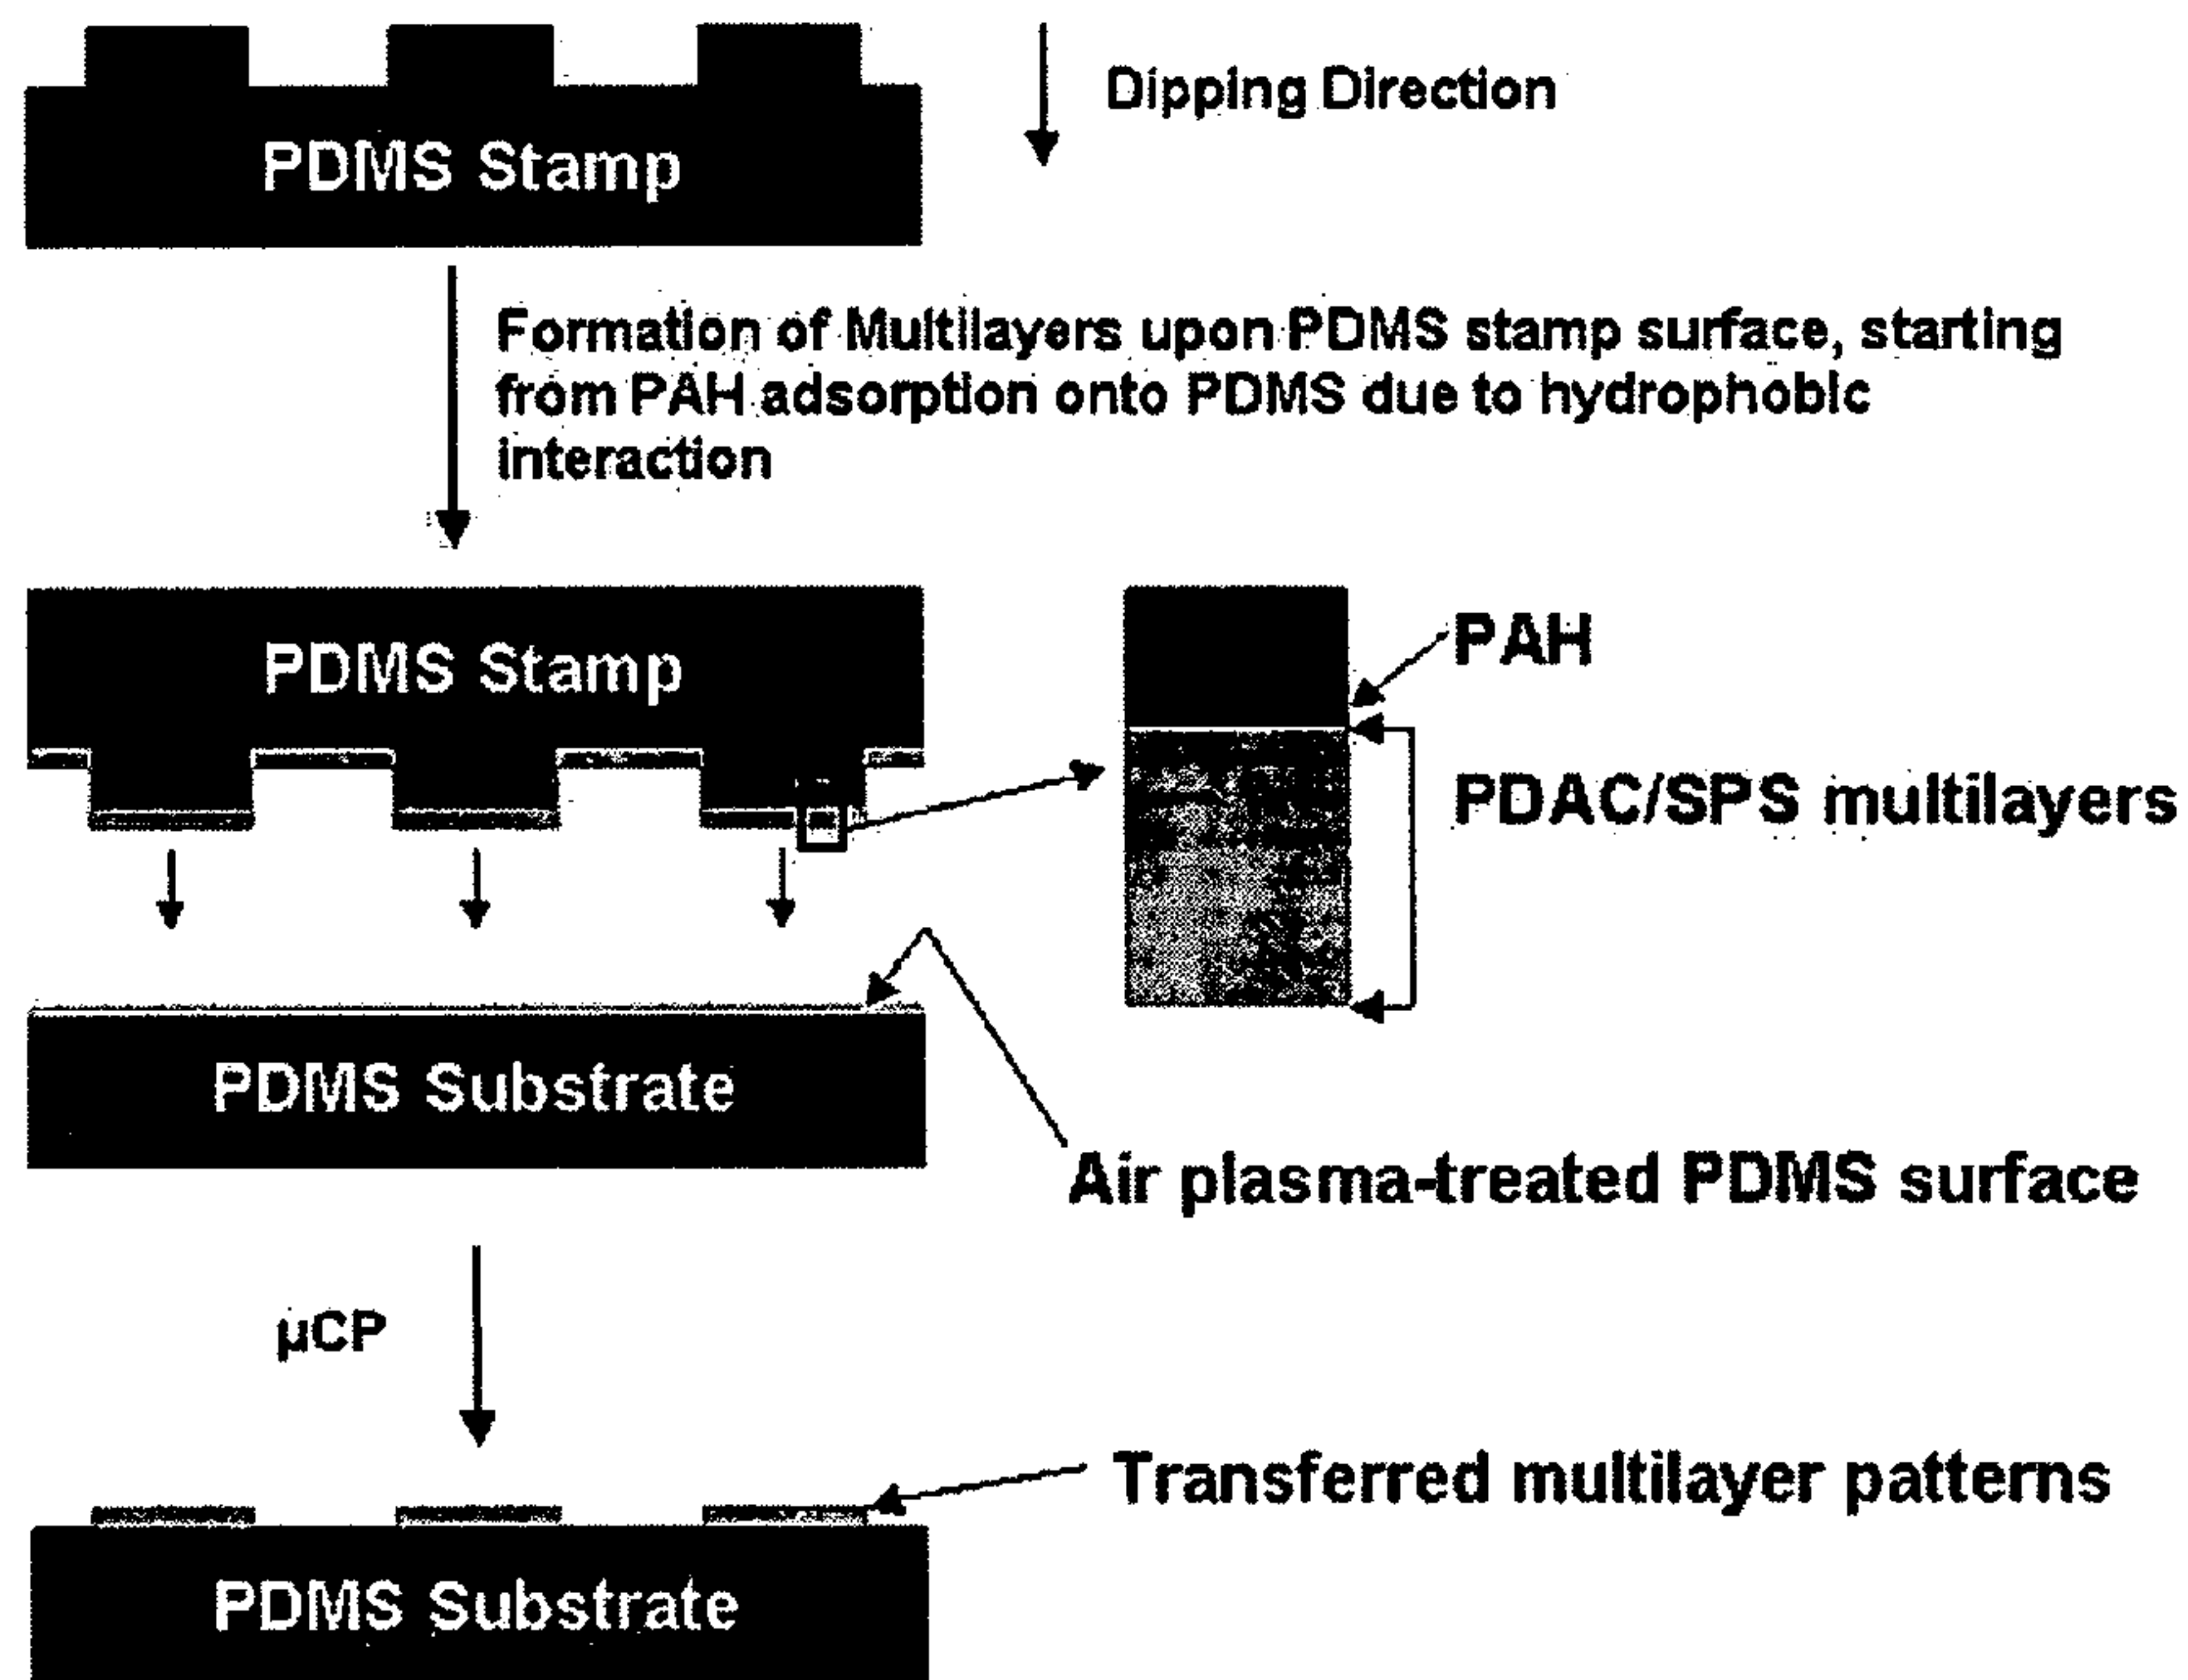 Dipping Direction
PDMS Stamp
Formation of Multilayers upon PDMS stamp surface, starting
from PAH adsorption onto PDMS due to hydrophobic
interaction
PDMS Stamp
PAH
PDAC/SPS multilayers
PDMS Substrate
Air plasma-treated PDMS surface
µCP
Transferred multilayer patterns
PDMS Substrate